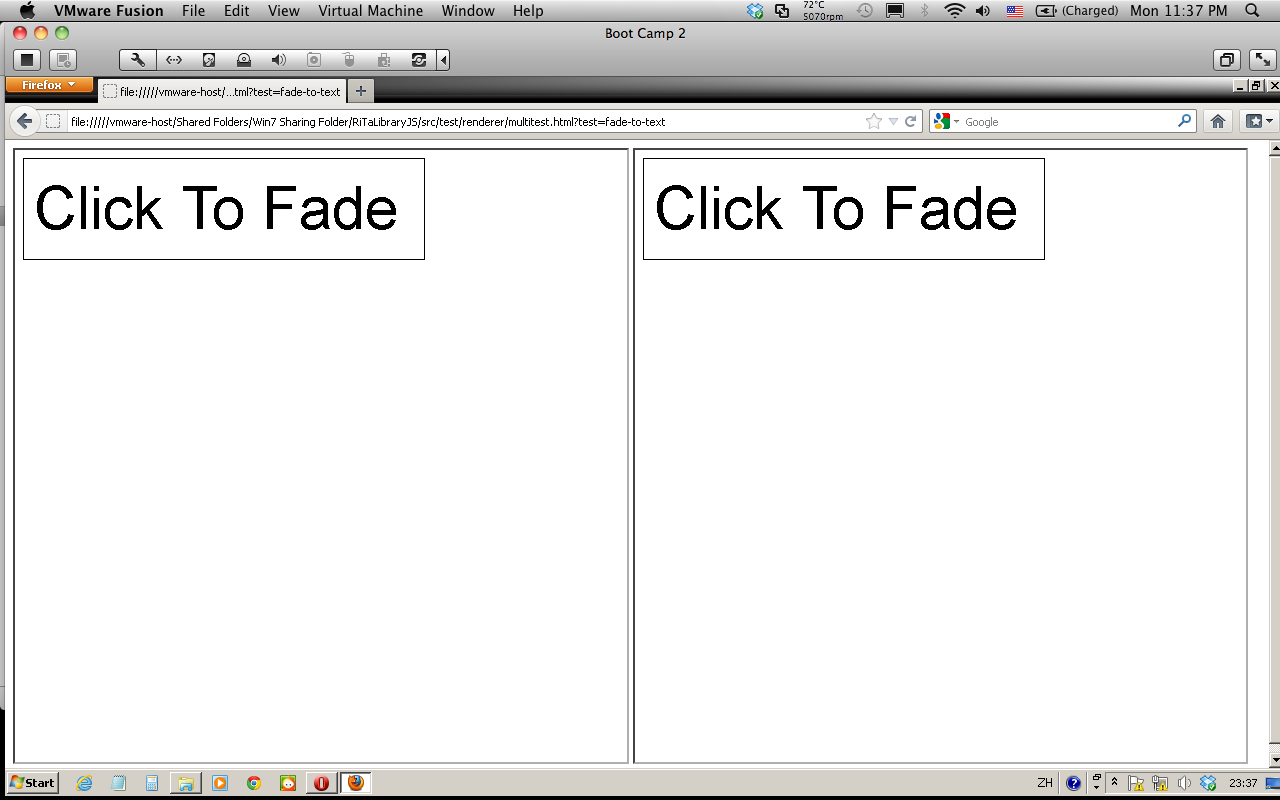 VMware Fusion File Edit View Virtual Machine Window Help 72°C 5070rpm (Charged) Mon 11:37 PM
Boot Camp 2
Firefox file://///vmware-host/...tml?test=fade-to-text
file://///vmware-host/Shared Folders/Win7 Sharing Folder/RiTaLibraryJS/src/test/renderer/multitest.html?test=fade-to-text Google
Click To Fade Click To Fade
Start ZH 23:37